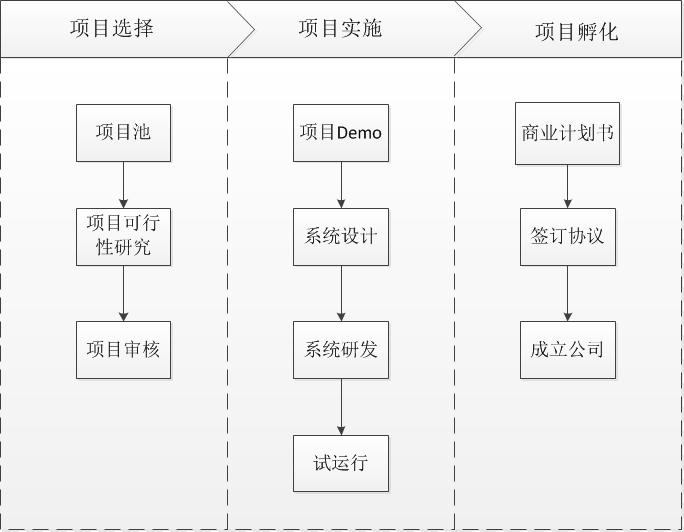 项目选择
项目实施
项目孵化
项目池
项目可行
性研究
项目审核
项目Demo
系统设计
系统研发
试运行
商业计划书
签订协议
成立公司